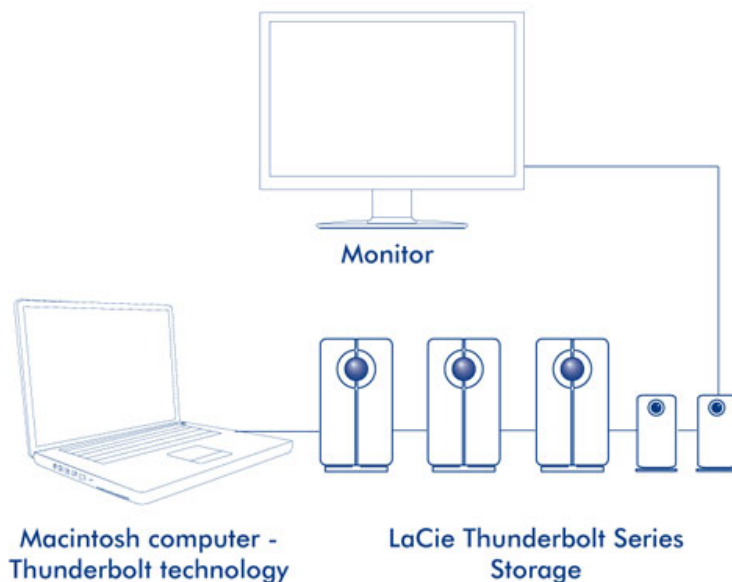 Monitor
Macintosh computer -
Thunderbolt technology
LaCie Thunderbolt Series
Storage